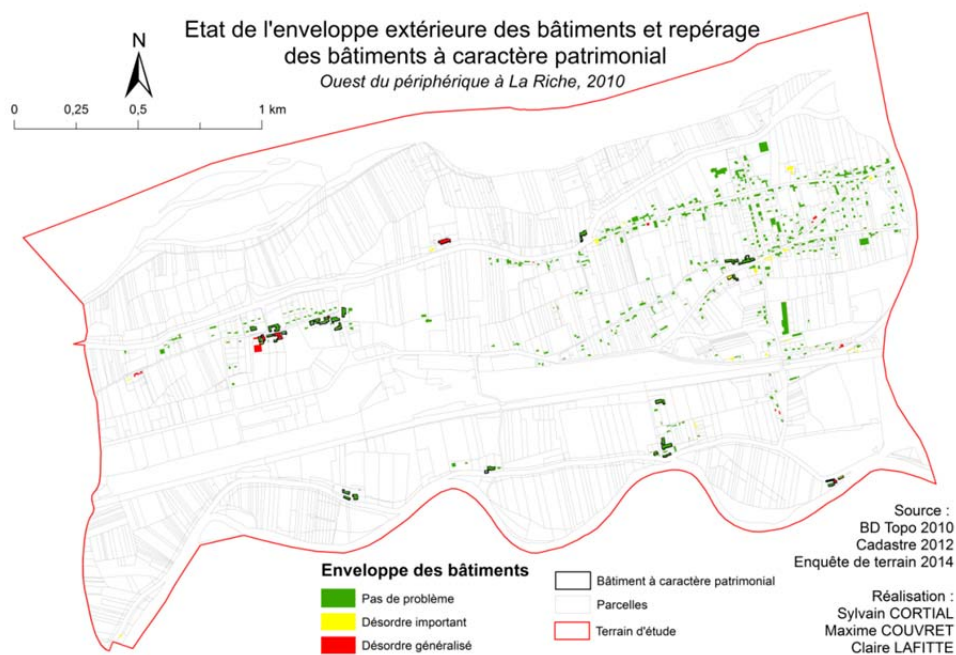 Etat de l'enveloppe extérieure des bâtiments et repérage
des bâtiments à caractère patrimonial
Ouest du périphérique à La Riche, 2010
N
0 0,25 0,5 1 km
Enveloppe des bâtiments
Pas de problème
Désordre important
Désordre généralisé
Bâtiment à caractère patrimonial
Parcelles
Terrain d'étude
Source :
BD Topo 2010
Cadastre 2012
Enquête de terrain 2014
Réalisation :
Sylvain CORTIAL
Maxime COUVRET
Claire LAFITTE